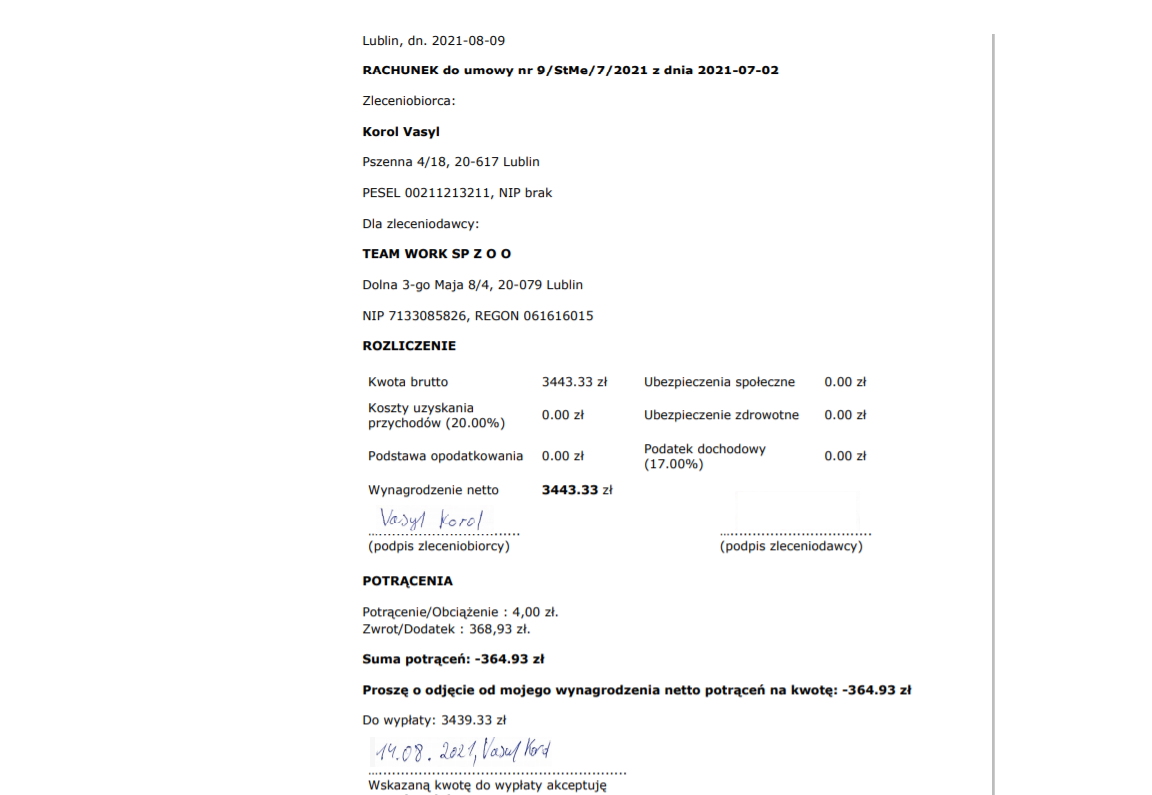 Lublin, dn. 2021-08-09
RACHUNEK do umowy nr 9/StMe/7/2021 z dnia 2021-07-02
Zleceniobiorca:
Korol Vasyl
Pszenna 4/18, 20-617 Lublin
PESEL 00211213211, NIP brak
Dla zleceniodawcy:
TEAM WORK SP Z O O
Dolna 3-go Maja 8/4, 20-079 Lublin
NIP 7133085826, REGON 061616015
ROZLICZENIE
Kwota brutto 3443.33 zł Ubezpieczenia społeczne 0.00 zł
Koszty uzyskania
przychodów (20.00%) 0.00 zł Ubezpieczenie zdrowotne 0.00 zł
Podstawa opodatkowania 0.00 zł Podatek dochodowy
(17.00%) 0.00 zł
Wynagrodzenie netto 3443.33 zł
Vasyl Korol
(podpis zleceniobiorcy) (podpis zleceniodawcy)
POTRĄCENIA
Potrącenie/Obciążenie : 4,00 zł.
Zwrot/Dodatek : 368,93 zł.
Suma potrąceń: -364.93 zł
Proszę o odjęcie od mojego wynagrodzenia netto potrąceń na kwotę: -364.93 zł
Do wypłaty: 3439.33 zł
14.08. 2021, Vasyl Korol
Wskazaną kwotę do wypłaty akceptuję